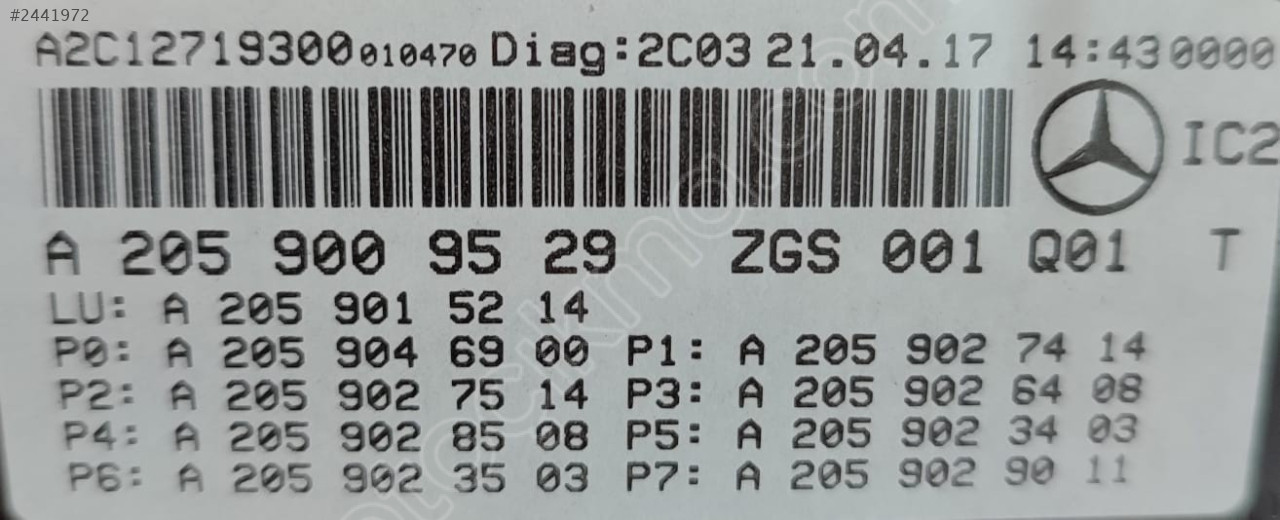 #2441972
A2C12719300010470 Diag:2C03 21.04.17 14:430000
IC2
A 205 900 95 29 ZGS 001 Q01 T
LU: A 205 901 52 14
P0: A 205 904 69 00 P1: A 205 902 74 14
P2: A 205 902 75 14 P3: A 205 902 64 08
P4: A 205 902 85 08 P5: A 205 902 34 03
P6: A 205 902 35 03 P7: A 205 902 90 11